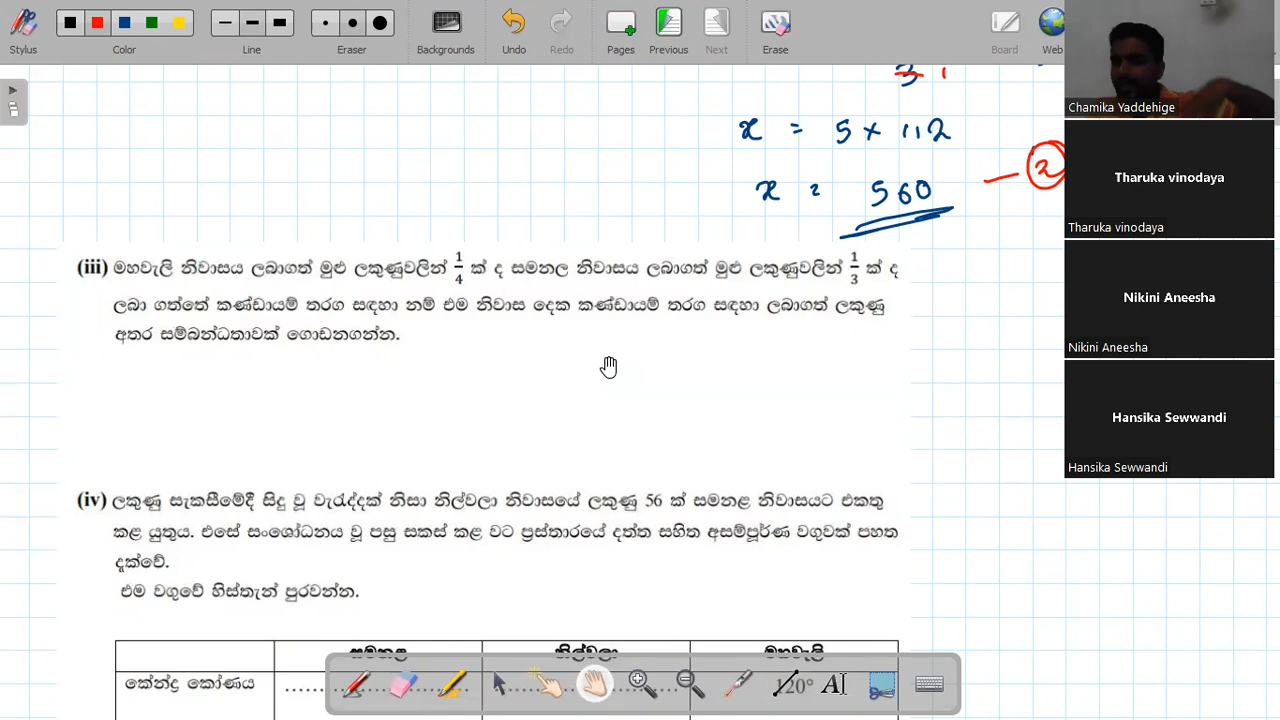 Stylus
Color
Line
Eraser
Backgrounds
Undo
Redo
Pages
Previous
Next
Erase
Board
Web
3 1
x = 5 × 112
x = 560 — 2
(iii) මහවැලි නිවාසය ලබාගත් මුළු ලකුණුවලින් 1/4 ක් ද සමනල නිවාසය ලබාගත් මුළු ලකුණුවලින් 1/3 ක් ද
ලබා ගත්තේ කණ්ඩායම් තරග සඳහා නම් එම නිවාස දෙක කණ්ඩායම් තරග සඳහා ලබාගත් ලකුණු
අතර සම්බන්ධතාවක් ගොඩනගන්න.
(iv) ලකුණු සැකසීමේදී සිදු වූ වැරැද්දක් නිසා නිල්වලා නිවාසයේ ලකුණු 56 ක් සමනළ නිවාසයට එකතු
කළ යුතුය. එසේ සංශෝධනය වූ පසු සකස් කළ වට ප්‍රස්තාරයේ දත්ත සහිත අසම්පූර්ණ වගුවක් පහත
දැක්වේ.
එම වගුවේ හිස්තැන් පුරවන්න.
සමනළ නිල්වලා මහවැලි
කේන්ද්‍ර කෝණය 120°
Chamika Yaddehige
Tharuka vinodaya
Tharuka vinodaya
Nikini Aneesha
Nikini Aneesha
Hansika Sewwandi
Hansika Sewwandi